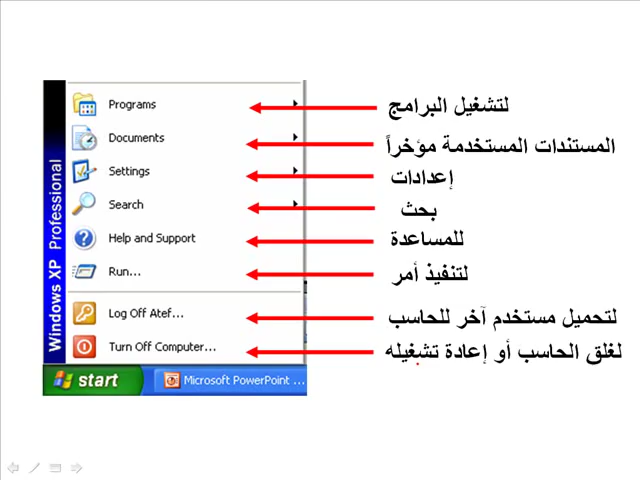 Programs
لتشغيل البرامج
Documents
المستندات المستخدمة مؤخراً
Settings
إعدادات
Search
بحث
Help and Support
للمساعدة
Run...
لتنفيذ أمر
Log Off Atef...
لتحميل مستخدم آخر للحاسب
Turn Off Computer...
لغلق الحاسب أو إعادة تشغيله
Windows XP Professional
start
Microsoft PowerPoint ...